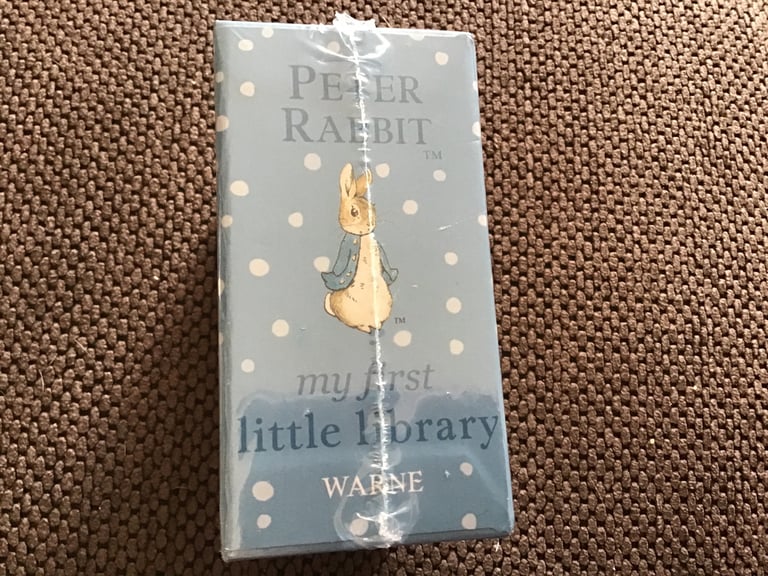 PETER
RABBIT
TM
TM
my first
little library
WARNE